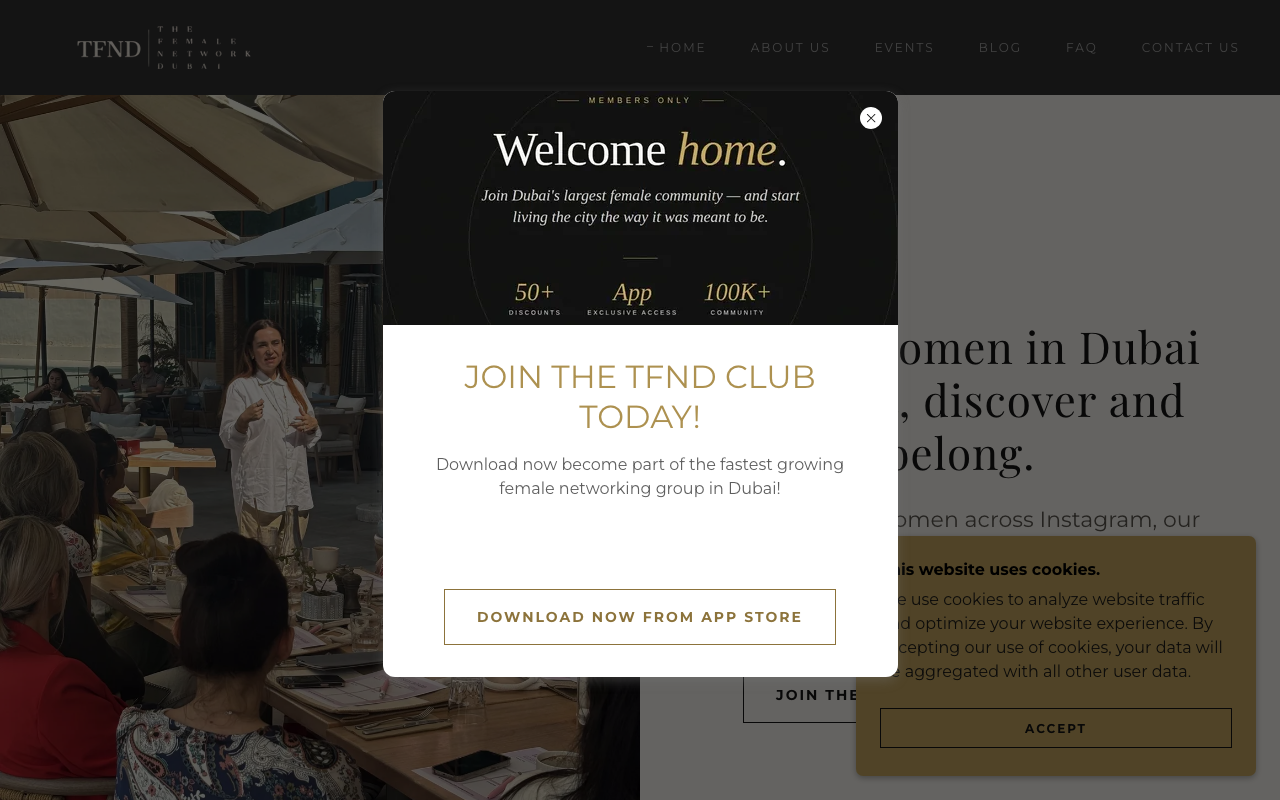 TFND
THE
FEMALE
NETWORK
DUBAI
HOME
ABOUT US
EVENTS
BLOG
FAQ
CONTACT US
MEMBERS ONLY
Welcome home.
Join Dubai's largest female community — and start
living the city the way it was meant to be.
50+
DISCOUNTS
App
EXCLUSIVE ACCESS
100K+
COMMUNITY
JOIN THE TFND CLUB
TODAY!
Download now become part of the fastest growing
female networking group in Dubai!
DOWNLOAD NOW FROM APP STORE
in Dubai
, discover and
belong.
across Instagram, our
JOIN THE
website uses cookies.
use cookies to analyze website traffic
optimize your website experience. By
our use of cookies, your data will
aggregated with all other user data.
ACCEPT